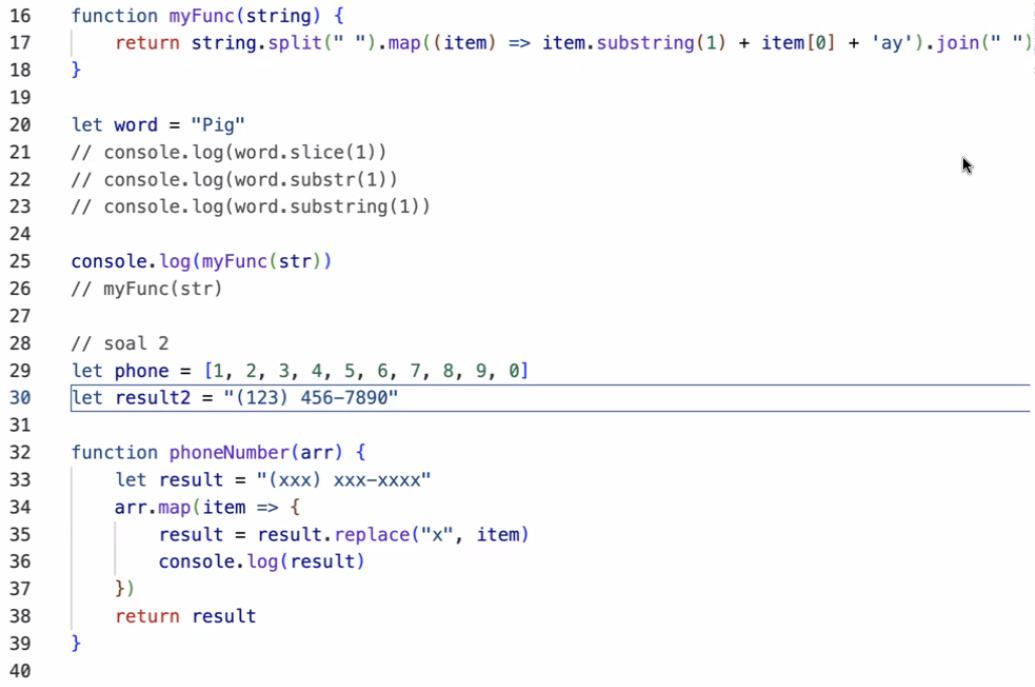 16 function myFunc(string) {
17 return string.split(" ").map((item) => item.substring(1) + item[0] + 'ay').join(" ")
18 }
19
20 let word = "Pig"
21 // console.log(word.slice(1))
22 // console.log(word.substr(1))
23 // console.log(word.substring(1))
24
25 console.log(myFunc(str))
26 // myFunc(str)
27
28 // soal 2
29 let phone = [1, 2, 3, 4, 5, 6, 7, 8, 9, 0]
30 let result2 = "(123) 456-7890"
31
32 function phoneNumber(arr) {
33 let result = "(xxx) xxx-xxxx"
34 arr.map(item => {
35 result = result.replace("x", item)
36 console.log(result)
37 })
38 return result
39 }
40